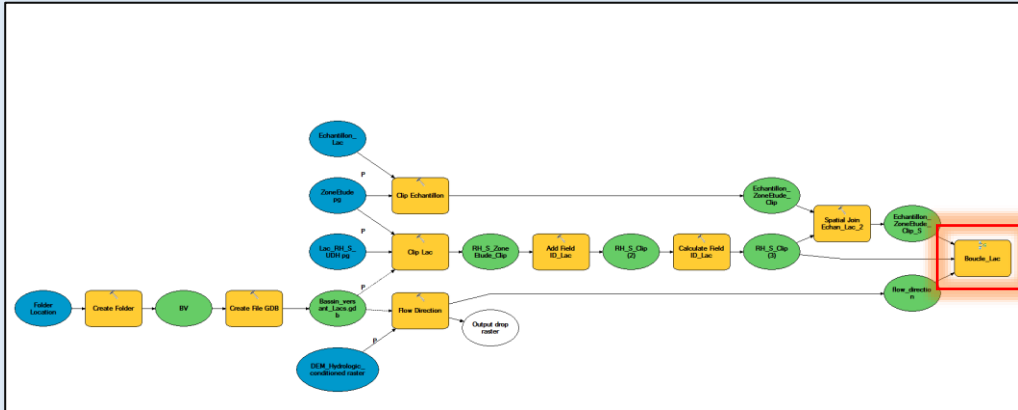 Echantillon_
Lac
P
ZoneEtude
pg
Clip Echantillon
Echantillon_
ZoneEtude_
Clip
Spatial Join
Echan_Lac_2
Echantillon_
ZoneEtude_
Clip_S
P
Lac_RH_S_
UDH pg
Clip Lac
RH_S_Zone
Etude_Clip
Add Field
ID_Lac
RH_S_Clip
(2)
Calculate Field
ID_Lac
RH_S_Clip
(3)
Boucle_Lac
P
Folder
Location
Create Folder
BV
Create File GDB
Bassin_vers
ant_Lacs.gd
b
Flow Direction
flow_directio
n
Output drop
raster
P
DEM_Hydrologic_
conditioned raster